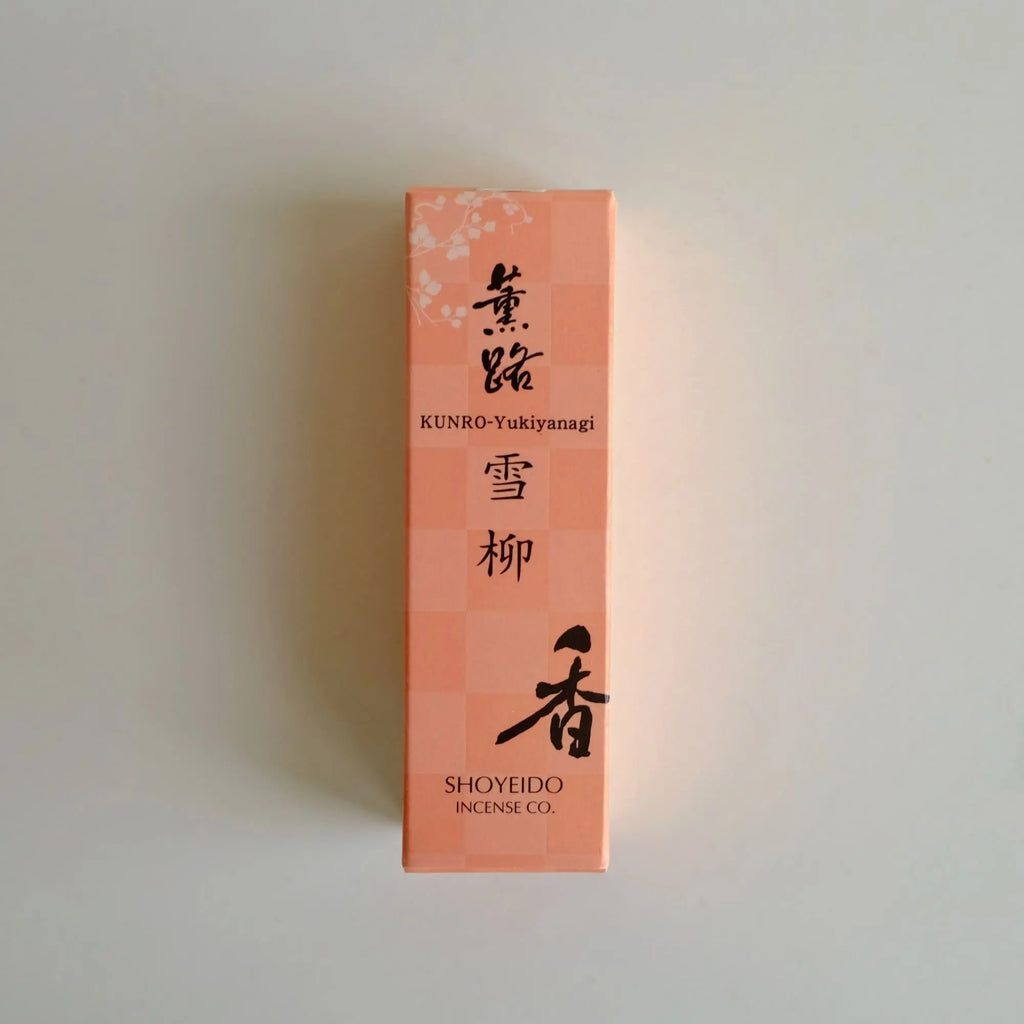 薫路
KUNRO-Yukiyanagi
雪柳
香
SHOYEIDO
INCENSE CO.